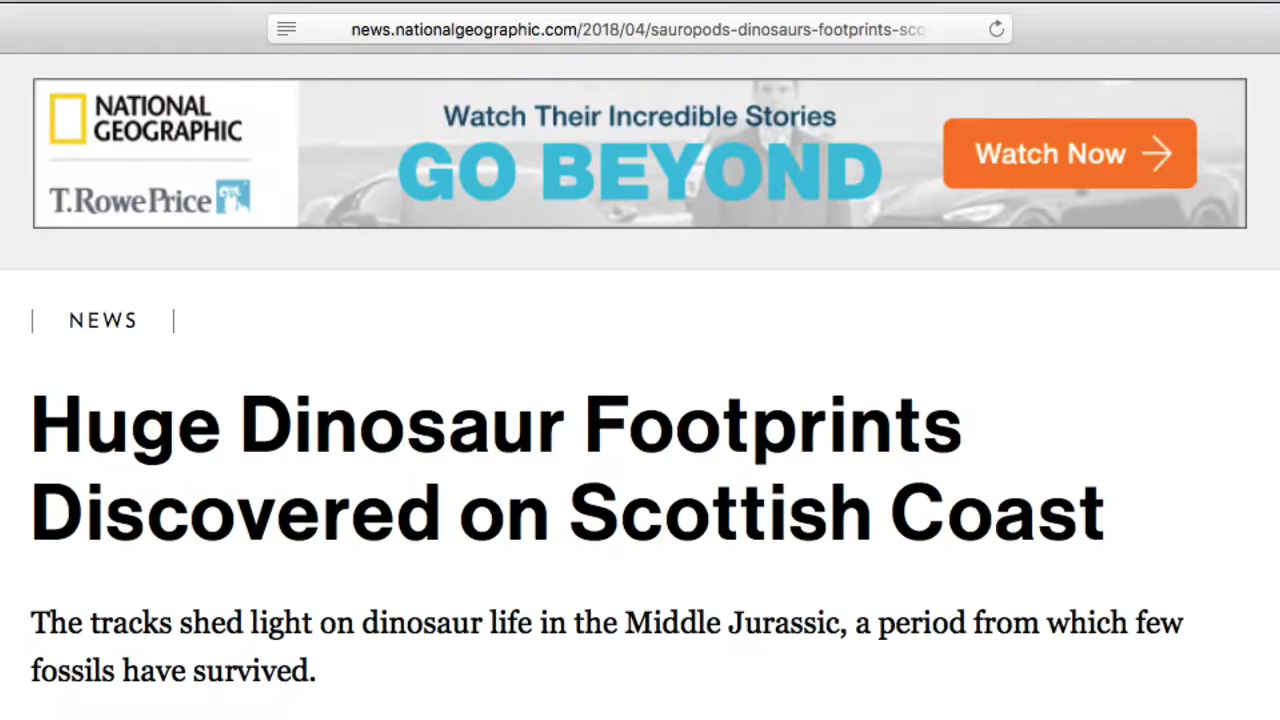 news.nationalgeographic.com/2018/04/sauropods-dinosaurs-footprints-sco
NATIONAL
GEOGRAPHIC
T.RowePrice
Watch Their Incredible Stories
GO BEYOND
Watch Now
NEWS
Huge Dinosaur Footprints
Discovered on Scottish Coast
The tracks shed light on dinosaur life in the Middle Jurassic, a period from which few
fossils have survived.